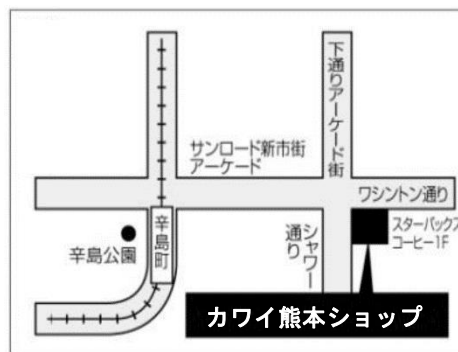 下通りアーケード街
サンロード新市街
アーケード
ワシントン通り
スターバックス
コーヒー1F
シャワー
通り
辛島町
辛島公園
カワイ熊本ショップ